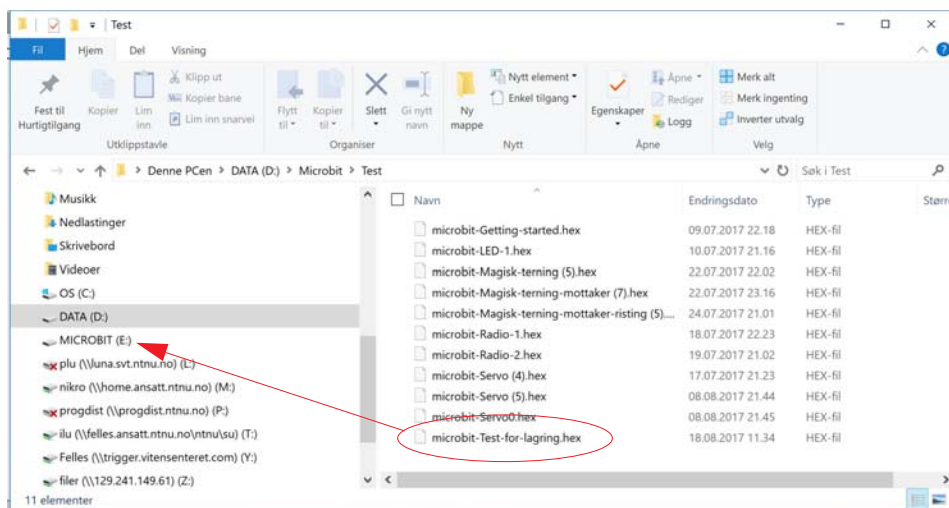 Test
Fil Hjem Del Visning
Fest til Hurtigtilgang
Kopier
Lim inn
Klipp ut
Kopier bane
Lim inn snarvei
Utklippstavle
Flytt til
Kopier til
Slett
Gi nytt navn
Organiser
Ny mappe
Nytt element
Enkel tilgang
Nytt
Egenskaper
Åpne
Rediger
Logg
Åpne
Merk alt
Merk ingenting
Inverter utvalg
Velg
Denne PCen > DATA (D:) > Microbit > Test
Søk i Test
Musikk
Nedlastinger
Skrivebord
Videoer
OS (C:)
DATA (D:)
MICROBIT (E:)
plu (\\luna.svt.ntnu.no) (L:)
nikro (\\home.ansatt.ntnu.no) (M:)
progdist (\\progdist.ntnu.no) (P:)
ilu (\\felles.ansatt.ntnu.no\ntnu\su) (T:)
Felles (\\trigger.vitensenteret.com) (Y:)
filer (\\129.241.149.61) (Z:)
Navn Endringsdato Type Størr
microbit-Getting-started.hex 09.07.2017 22.18 HEX-fil
microbit-LED-1.hex 10.07.2017 21.16 HEX-fil
microbit-Magisk-terning (5).hex 22.07.2017 22.02 HEX-fil
microbit-Magisk-terning-mottaker (7).hex 22.07.2017 23.16 HEX-fil
microbit-Magisk-terning-mottaker-risting (5).... 24.07.2017 21.01 HEX-fil
microbit-Radio-1.hex 18.07.2017 22.23 HEX-fil
microbit-Radio-2.hex 19.07.2017 21.02 HEX-fil
microbit-Servo (4).hex 17.07.2017 21.23 HEX-fil
microbit-Servo (5).hex 08.08.2017 21.44 HEX-fil
microbit-Servo0.hex 08.08.2017 21.45 HEX-fil
microbit-Test-for-lagring.hex 18.08.2017 11.34 HEX-fil
11 elementer